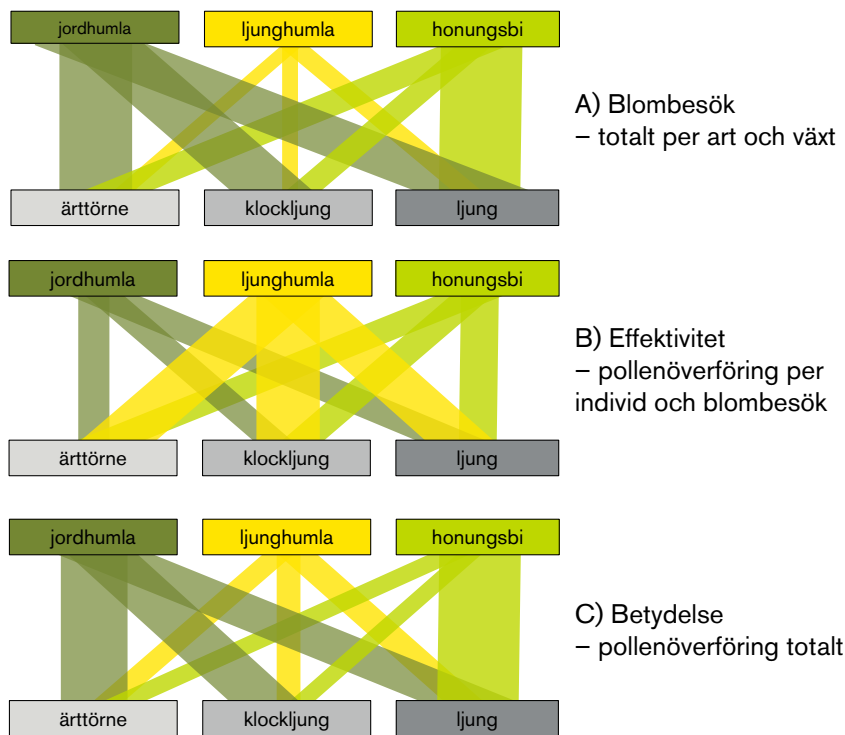 jordhumla ljunghumla honungsbi
A) Blombesök
– totalt per art och växt
ärttörne klockljung ljung
jordhumla ljunghumla honungsbi
B) Effektivitet
– pollenöverföring per
individ och blombesök
ärttörne klockljung ljung
jordhumla ljunghumla honungsbi
C) Betydelse
– pollenöverföring totalt
ärttörne klockljung ljung